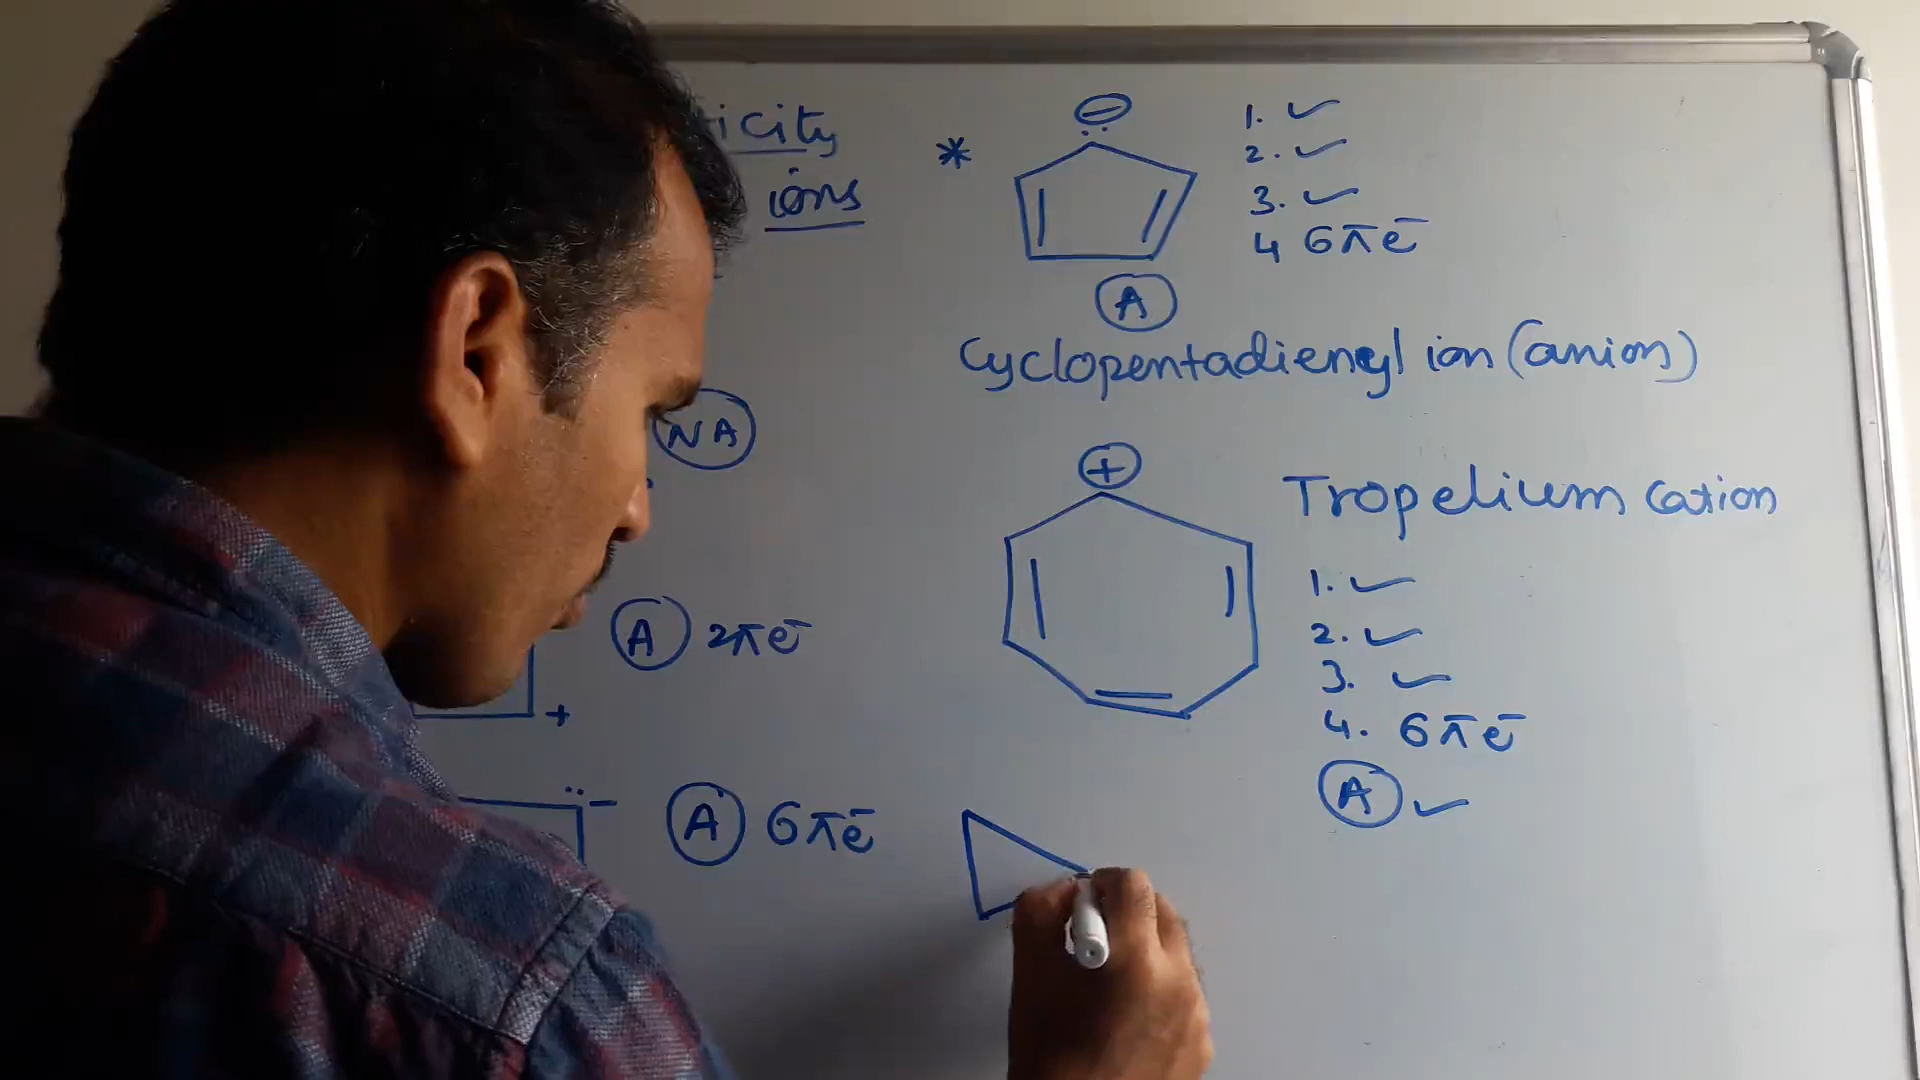 icity
ions
NA
A 2πe⁻
+
·· −
A 6πe⁻
* ⊖
··
1. ✓
2. ✓
3. ✓
4 6πe⁻
A
Cyclopentadienyl ion (anion)
+
Tropelium cation
1. ✓
2. ✓
3. ✓
4. 6πe⁻
A ✓